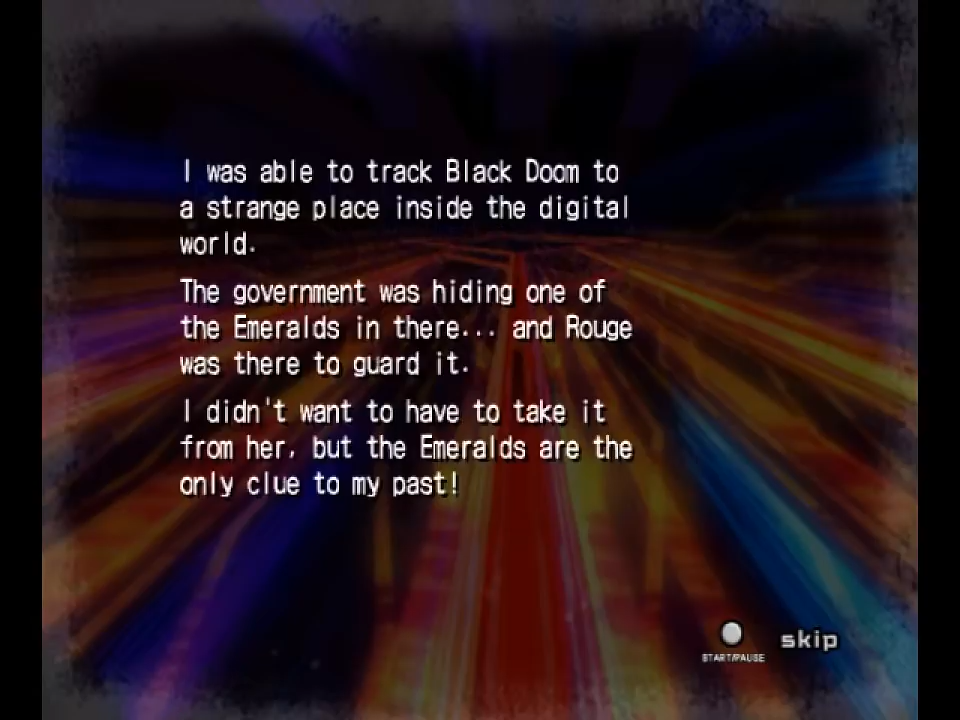 I was able to track Black Doom to
a strange place inside the digital
world.
The government was hiding one of
the Emeralds in there... and Rouge
was there to guard it.
I didn't want to have to take it
from her, but the Emeralds are the
only clue to my past!
START/PAUSE
skip